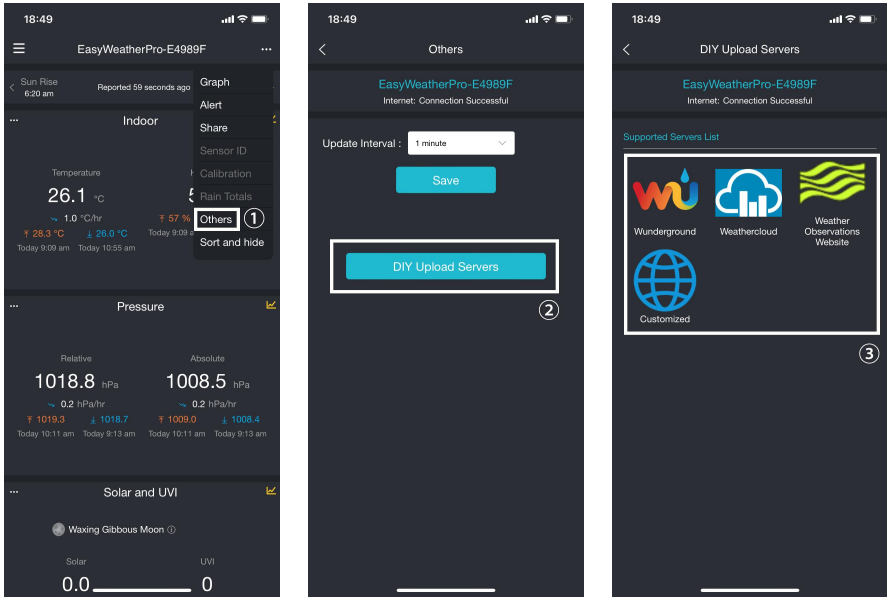 18:49
EasyWeatherPro-E4989F
Sun Rise
6:20 am
Reported 59 seconds ago
Graph
Alert
Share
Sensor ID
Calibration
Rain Totals
Others
①
Sort and hide
Indoor
Temperature
26.1 °C
1.0 °C/hr
28.3 °C 26.0 °C
Today 9:09 am Today 10:55 am
57 %
Today 9:09
Pressure
Relative
1018.8 hPa
0.2 hPa/hr
1019.3 1018.7
Today 10:11 am Today 9:13 am
Absolute
1008.5 hPa
0.2 hPa/hr
1009.0 1008.4
Today 10:11 am Today 9:13 am
Solar and UVI
Waxing Gibbous Moon
Solar
0.0
UVI
0
18:49
Others
EasyWeatherPro-E4989F
Internet: Connection Successful
Update Interval : 1 minute
Save
DIY Upload Servers
②
18:49
DIY Upload Servers
EasyWeatherPro-E4989F
Internet: Connection Successful
Supported Servers List
wu
Wunderground
Weathercloud
Weather
Observations
Website
Customized
③